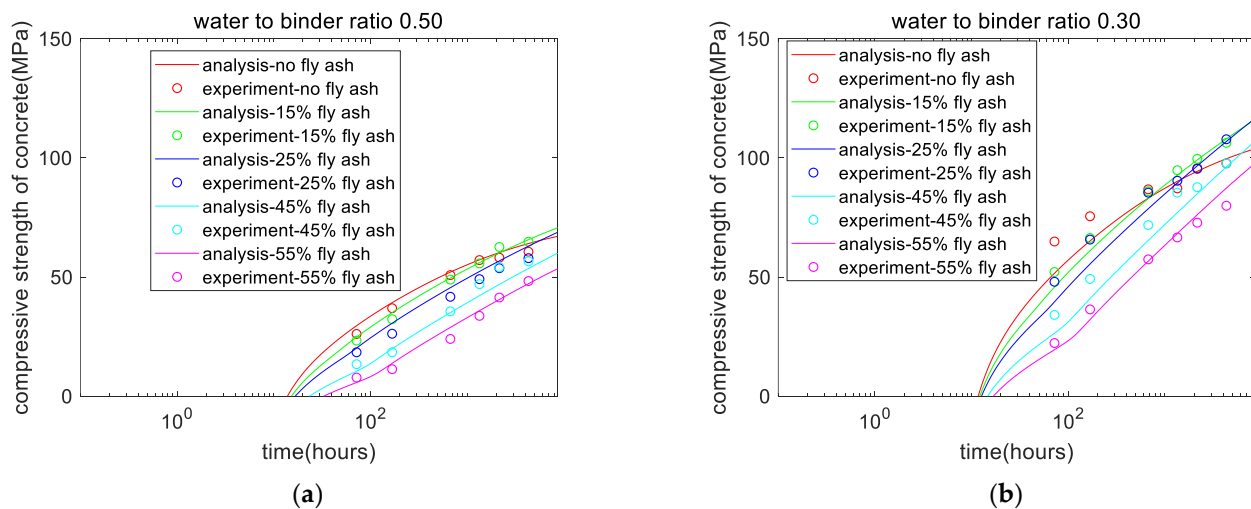 water to binder ratio 0.50
compressive strength of concrete(MPa)
150
100
50
0
analysis-no fly ash
experiment-no fly ash
analysis-15% fly ash
experiment-15% fly ash
analysis-25% fly ash
experiment-25% fly ash
analysis-45% fly ash
experiment-45% fly ash
analysis-55% fly ash
experiment-55% fly ash
10^0
10^2
time(hours)
(a)
water to binder ratio 0.30
compressive strength of concrete(MPa)
150
100
50
0
analysis-no fly ash
experiment-no fly ash
analysis-15% fly ash
experiment-15% fly ash
analysis-25% fly ash
experiment-25% fly ash
analysis-45% fly ash
experiment-45% fly ash
analysis-55% fly ash
experiment-55% fly ash
10^0
10^2
time(hours)
(b)